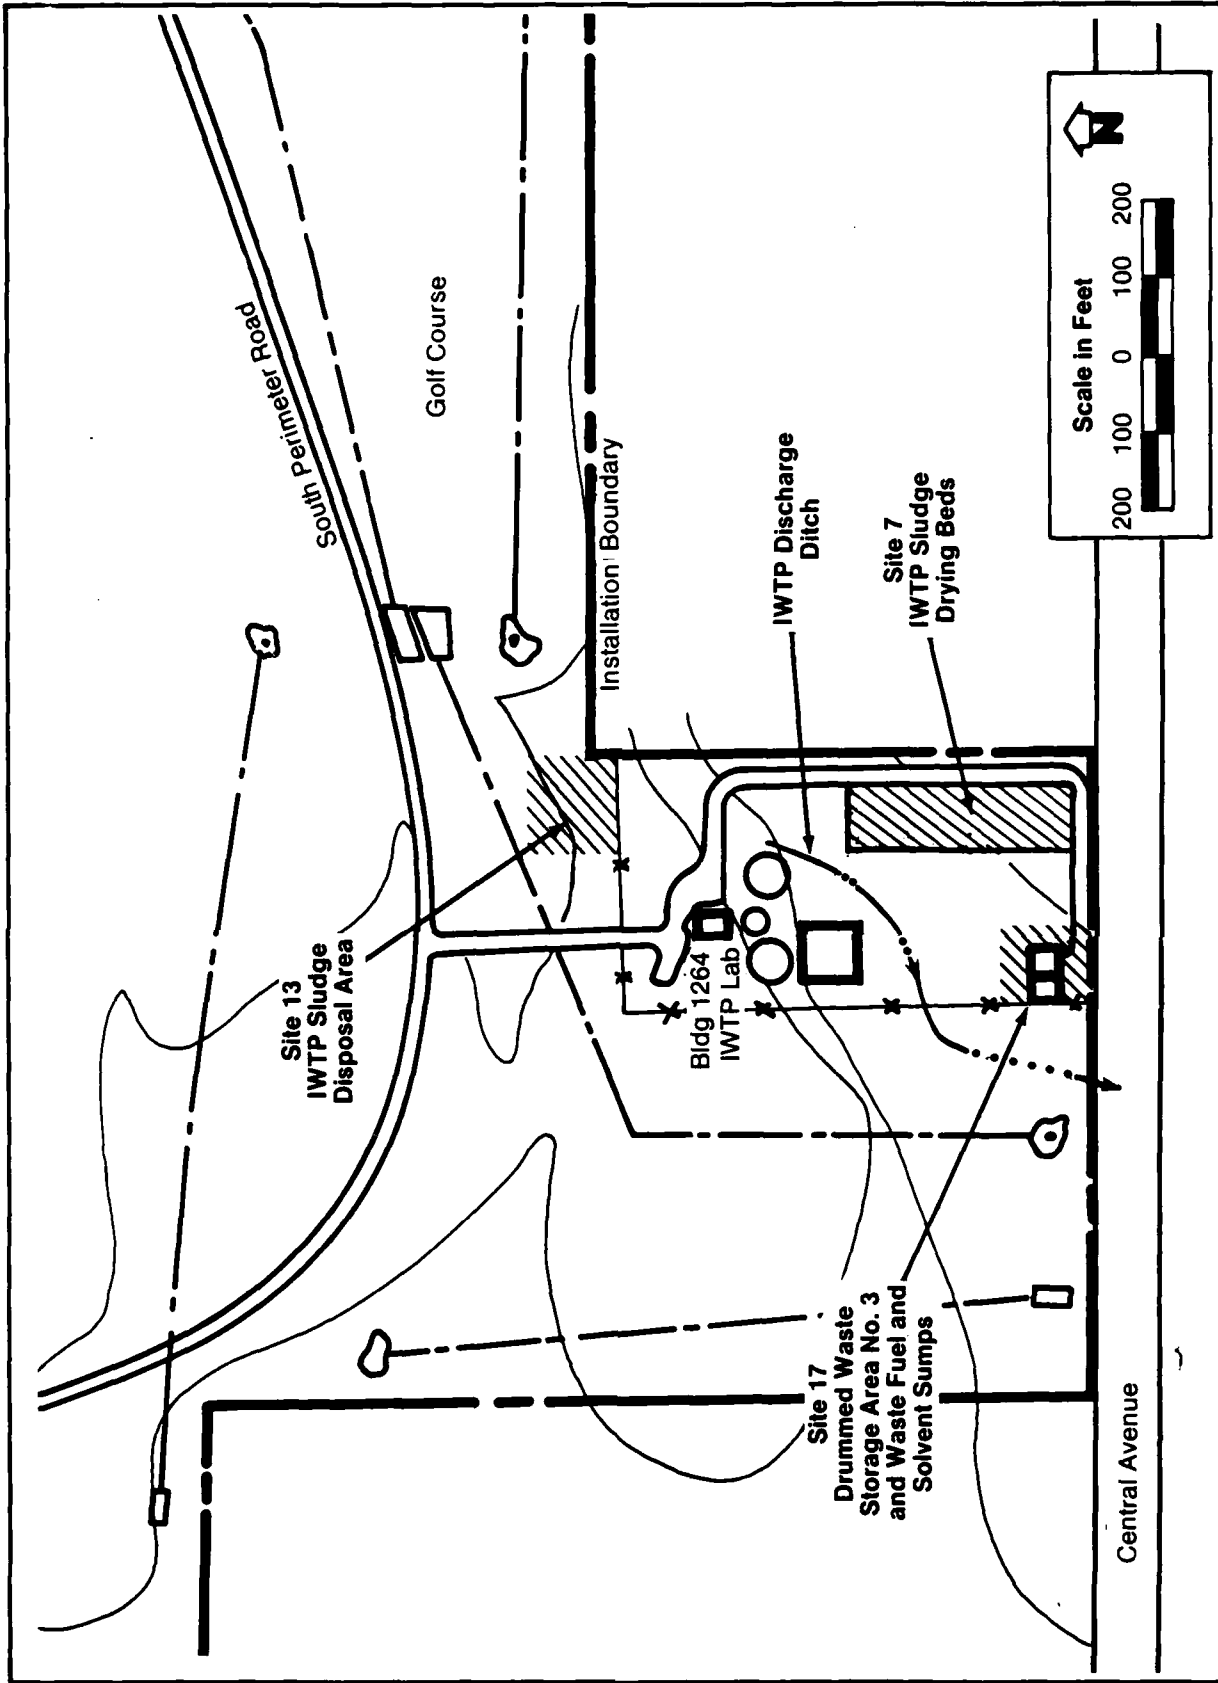 South Perimeter Road
Golf Course
Site 13
IWTP Sludge
Disposal Area
Installation Boundary
Bldg 1264
IWTP Lab
IWTP Discharge
Ditch
Site 7
IWTP Sludge
Drying Beds
Site 17
Drummed Waste
Storage Area No. 3
and Waste Fuel and
Solvent Sumps
Central Avenue
N
Scale in Feet
200 100 0 100 200